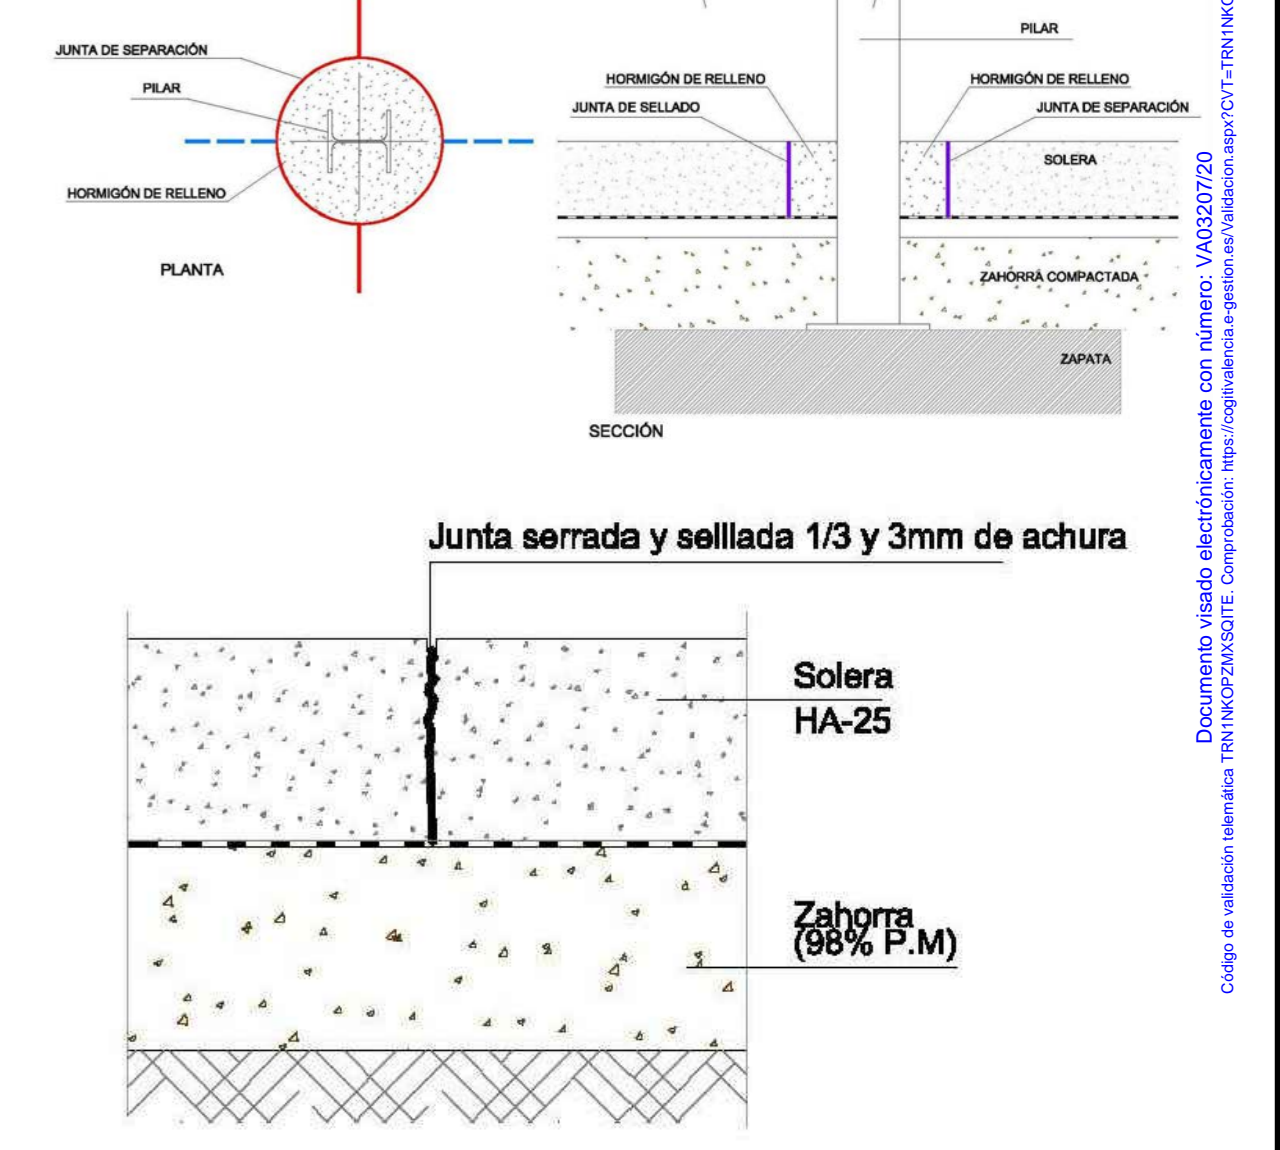 JUNTA DE SEPARACIÓN
PILAR
HORMIGÓN DE RELLENO
PLANTA
PILAR
HORMIGÓN DE RELLENO
HORMIGÓN DE RELLENO
JUNTA DE SELLADO
JUNTA DE SEPARACIÓN
SOLERA
ZAHORRA COMPACTADA
ZAPATA
SECCIÓN
Junta serrada y selllada 1/3 y 3mm de achura
Solera
HA-25
Zahorra
(98% P.M)
Documento visado electrónicamente con número: VA03207/20
Código de validación telemática TRN1NKOPZMXSQITE. Comprobación: https://cogitivalencia.e-gestion.es/Validacion.aspx?CVT=TRN1NKO